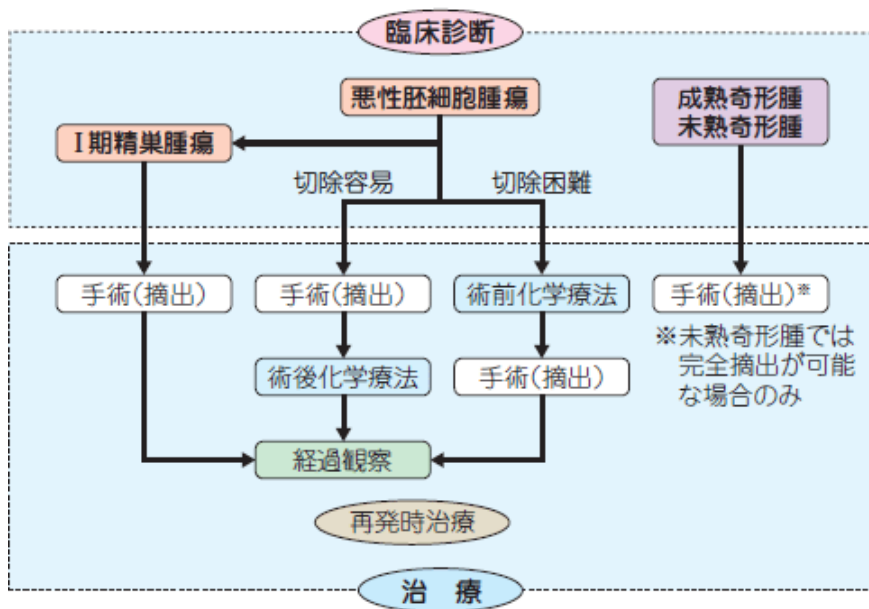 臨床診断
悪性胚細胞腫瘍
成熟奇形腫
未熟奇形腫
Ⅰ期精巣腫瘍
切除容易
切除困難
手術(摘出)
手術(摘出)
術前化学療法
手術(摘出)※
※未熟奇形腫では
完全摘出が可能
な場合のみ
術後化学療法
手術(摘出)
経過観察
再発時治療
治 療